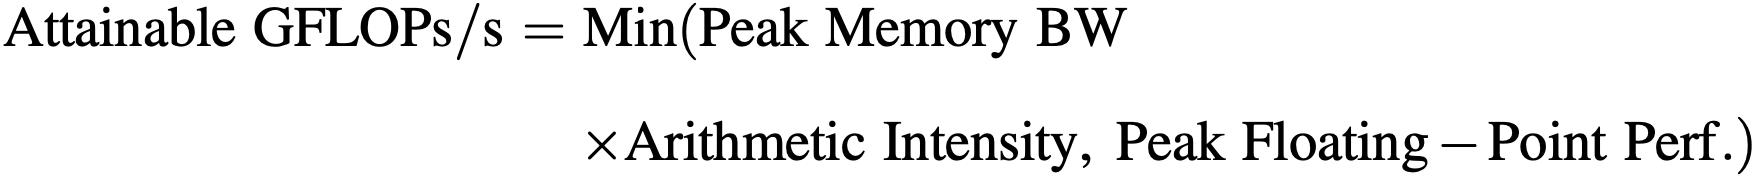 Attainable GFLOPs/s = Min(Peak Memory BW
×Arithmetic Intensity, Peak Floating − Point Perf.)